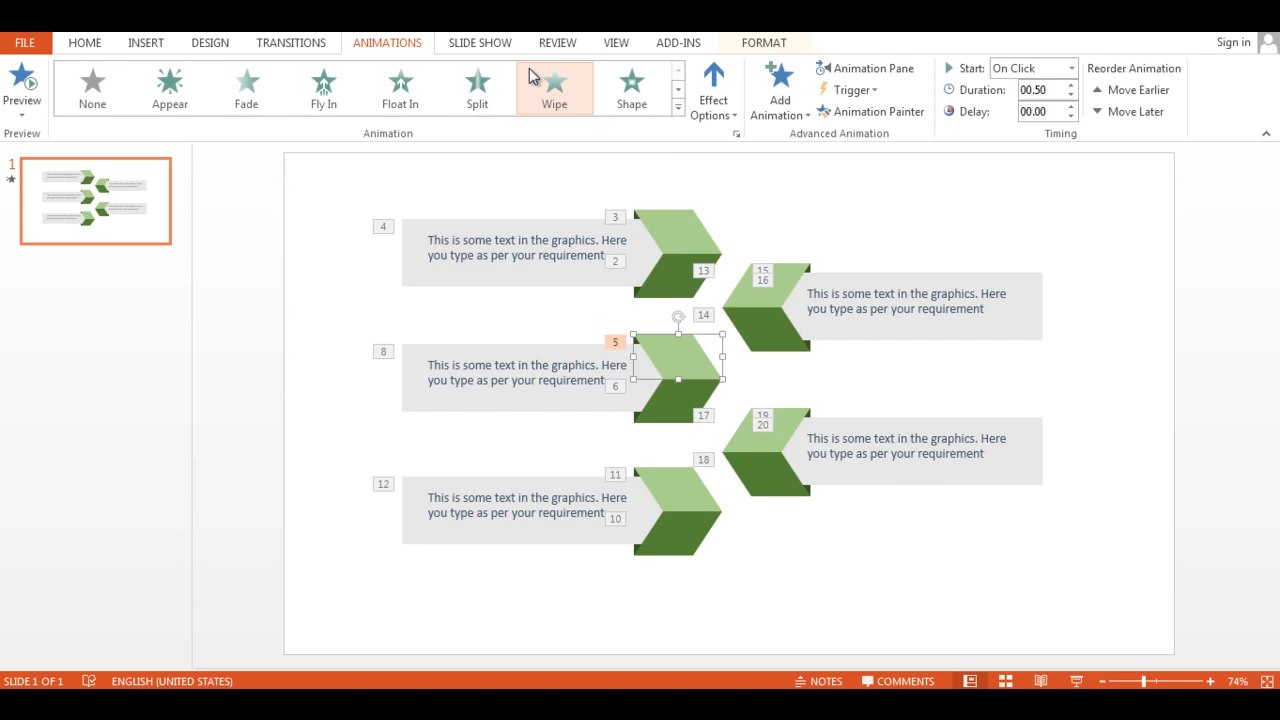 FILE HOME INSERT DESIGN TRANSITIONS ANIMATIONS SLIDE SHOW REVIEW VIEW ADD-INS FORMAT Sign in
Preview
None Appear Fade Fly In Float In Split Wipe Shape
Effect
Options
Add
Animation
Animation Pane
Trigger
Animation Painter
Start: On Click
Duration: 00.50
Delay: 00.00
Reorder Animation
Move Earlier
Move Later
Preview Animation Advanced Animation Timing
1
4
This is some text in the graphics. Here
you type as per your requirement
3
2
13
15
16
This is some text in the graphics. Here
you type as per your requirement
14
8
This is some text in the graphics. Here
you type as per your requirement
5
6
17
19
20
This is some text in the graphics. Here
you type as per your requirement
18
12
This is some text in the graphics. Here
you type as per your requirement
11
10
SLIDE 1 OF 1 ENGLISH (UNITED STATES) NOTES COMMENTS 74%